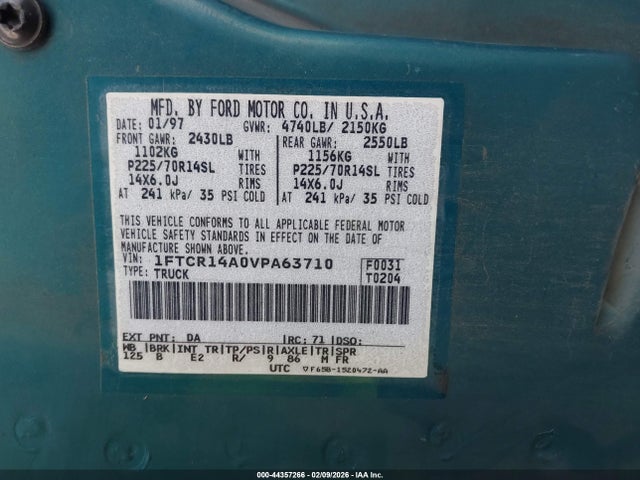 MFD. BY FORD MOTOR CO. IN U.S.A.
DATE: 01/97 GVWR: 4740LB/ 2150KG
FRONT GAWR: 2430LB REAR GAWR: 2550LB
1102KG WITH 1156KG WITH
P225/70R14SL TIRES P225/70R14SL TIRES
14X6.0J RIMS 14X6.0J RIMS
AT 241 kPa/ 35 PSI COLD AT 241 kPa/ 35 PSI COLD
THIS VEHICLE CONFORMS TO ALL APPLICABLE FEDERAL MOTOR
VEHICLE SAFETY STANDARDS IN EFFECT ON THE DATE OF
MANUFACTURE SHOWN ABOVE.
VIN: 1FTCR14A0VPA63710 F0031
TYPE: TRUCK T0204
EXT PNT: DA RC: 71 DSO:
WB BRK INT TR TP/PS R AXLE TR SPR
125 B E2 R/ 9 86 M FR
UTC F65B-1520472-AA
000-44357266 - 02/09/2026 - IAA Inc.